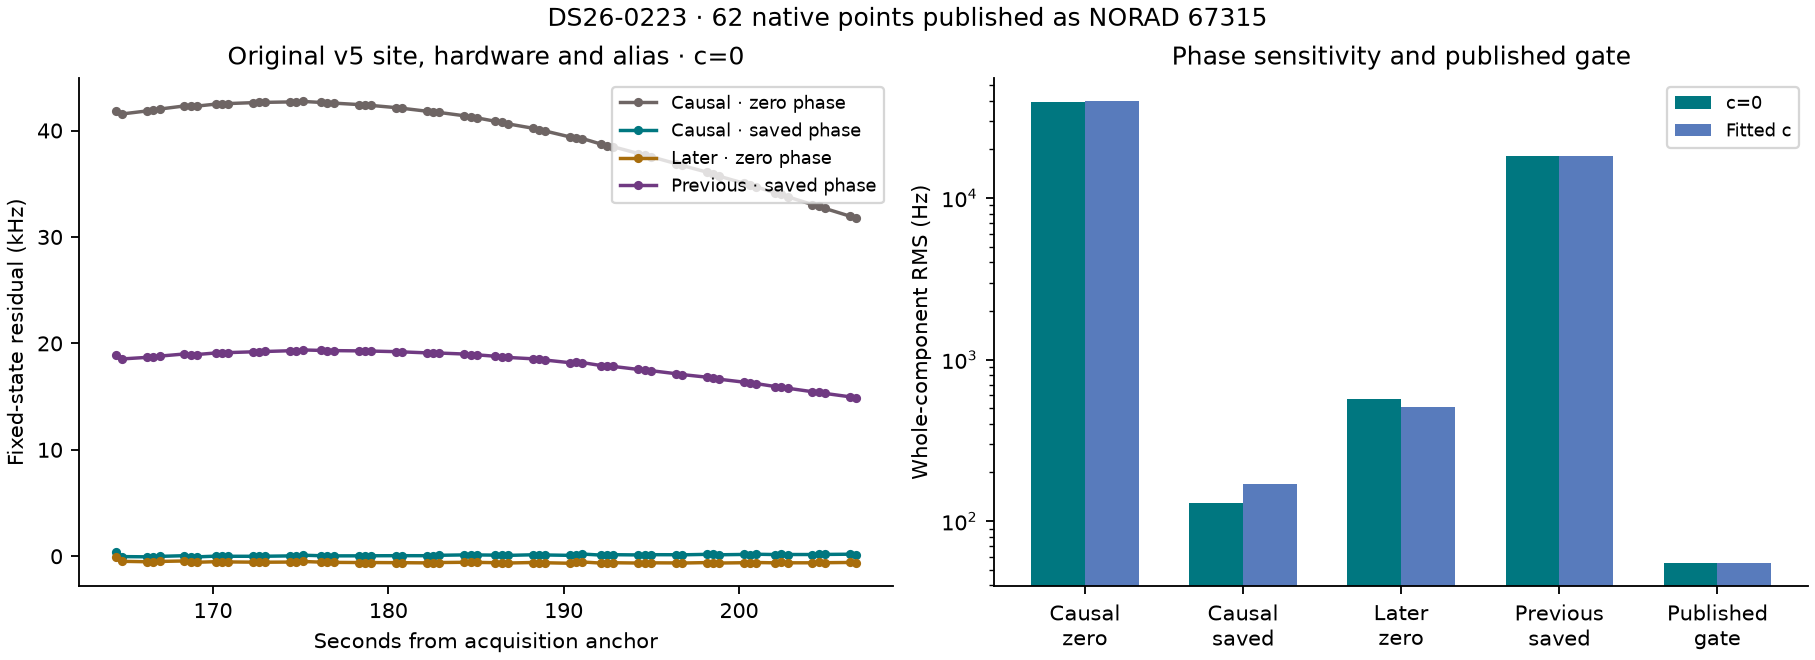 DS26-0223 · 62 native points published as NORAD 67315
Original v5 site, hardware and alias · c=0
Fixed-state residual (kHz)
40
30
20
10
0
170
180
190
200
Seconds from acquisition anchor
Causal · zero phase
Causal · saved phase
Later · zero phase
Previous · saved phase
Phase sensitivity and published gate
Whole-component RMS (Hz)
10⁴
10³
10²
c=0
Fitted c
Causal
zero
Causal
saved
Later
zero
Previous
saved
Published
gate